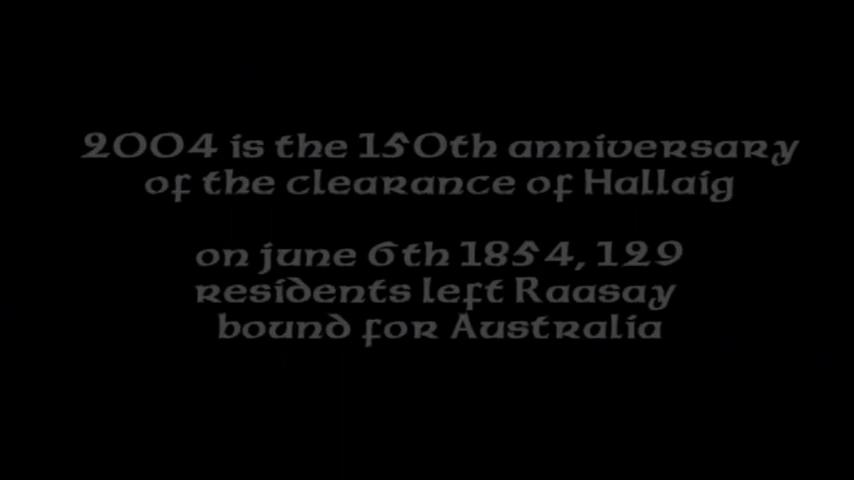 2004 is the 150th anniversary
of the clearance of Hallaig
on june 6th 1854, 129
residents left Raasay
bound for Australia